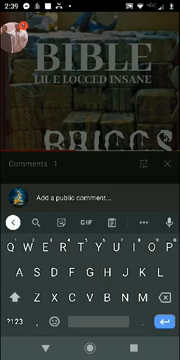 2:39
BIBLE
LIL E LOCCED INSANE
BRICCS
Comments 1
Add a public comment...
GIF
Q W E R T Y U I O P
A S D F G H J K L
Z X C V B N M
?123 , .